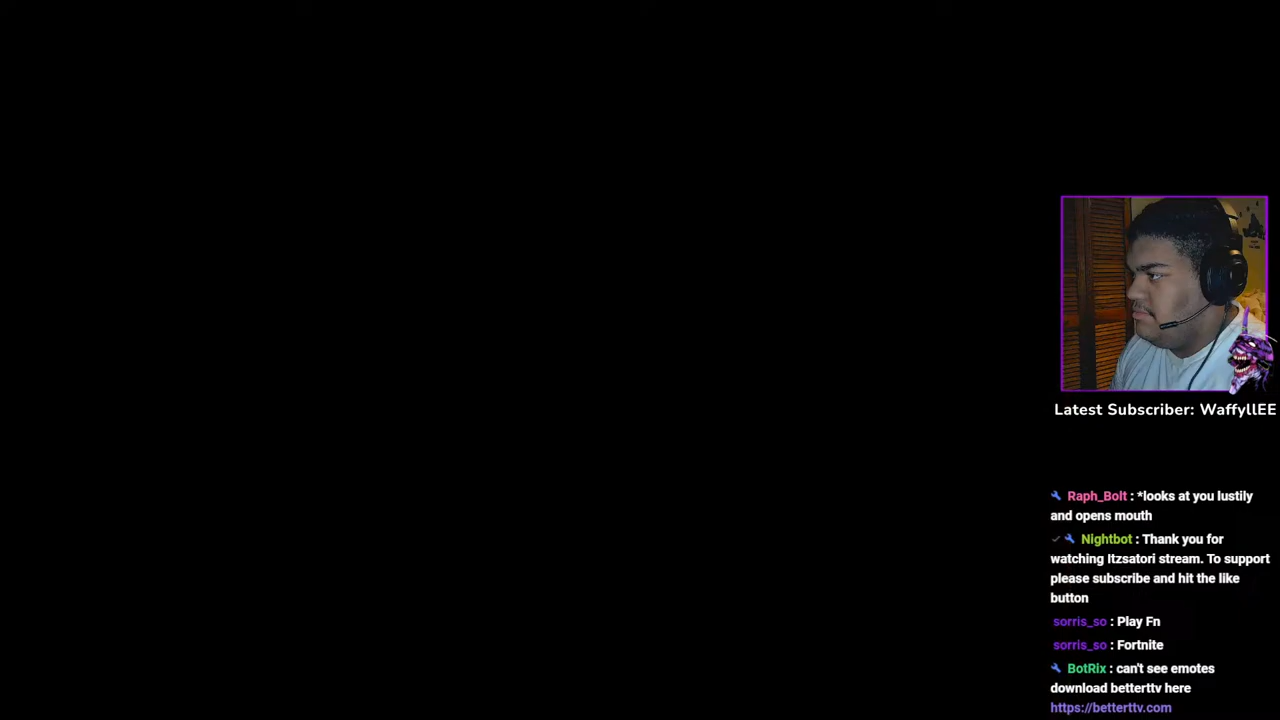 Latest Subscriber: WaffyllEE
Raph_Bolt : *looks at you lustily
and opens mouth
Nightbot : Thank you for
watching Itzsatori stream. To support
please subscribe and hit the like
button
sorris_so : Play Fn
sorris_so : Fortnite
BotRix : can't see emotes
download betterttv here
https://betterttv.com